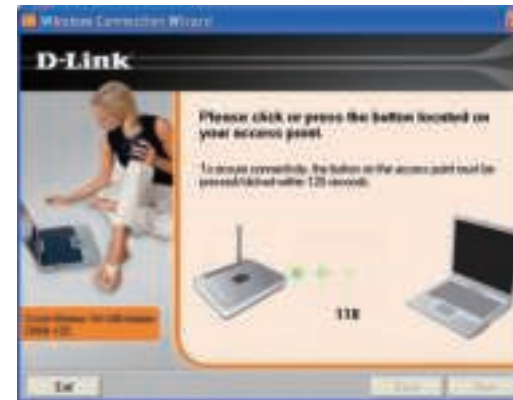 Wireless Connection Wizard
D-Link
Please click or press the button located on
your access point.
To ensure connectivity, the button on the access point must be
pressed/clicked within 120 seconds.
118
Exit